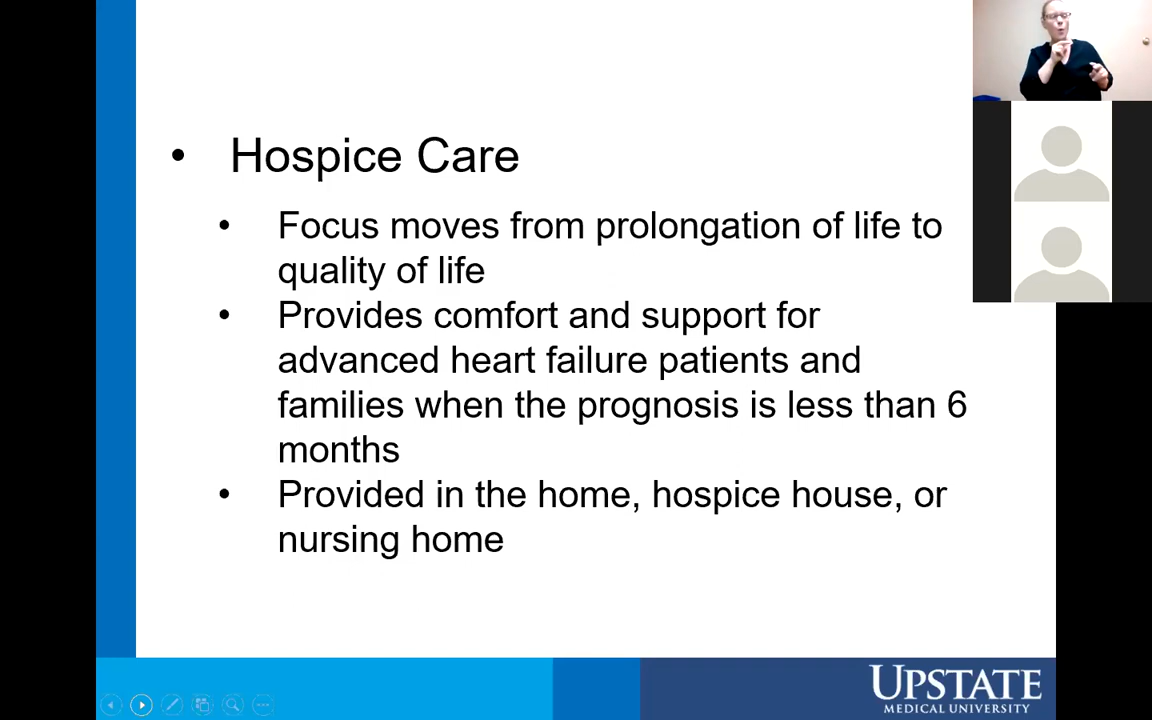 • Hospice Care
• Focus moves from prolongation of life to
quality of life
• Provides comfort and support for
advanced heart failure patients and
families when the prognosis is less than 6
months
• Provided in the home, hospice house, or
nursing home
UPSTATE
MEDICAL UNIVERSITY